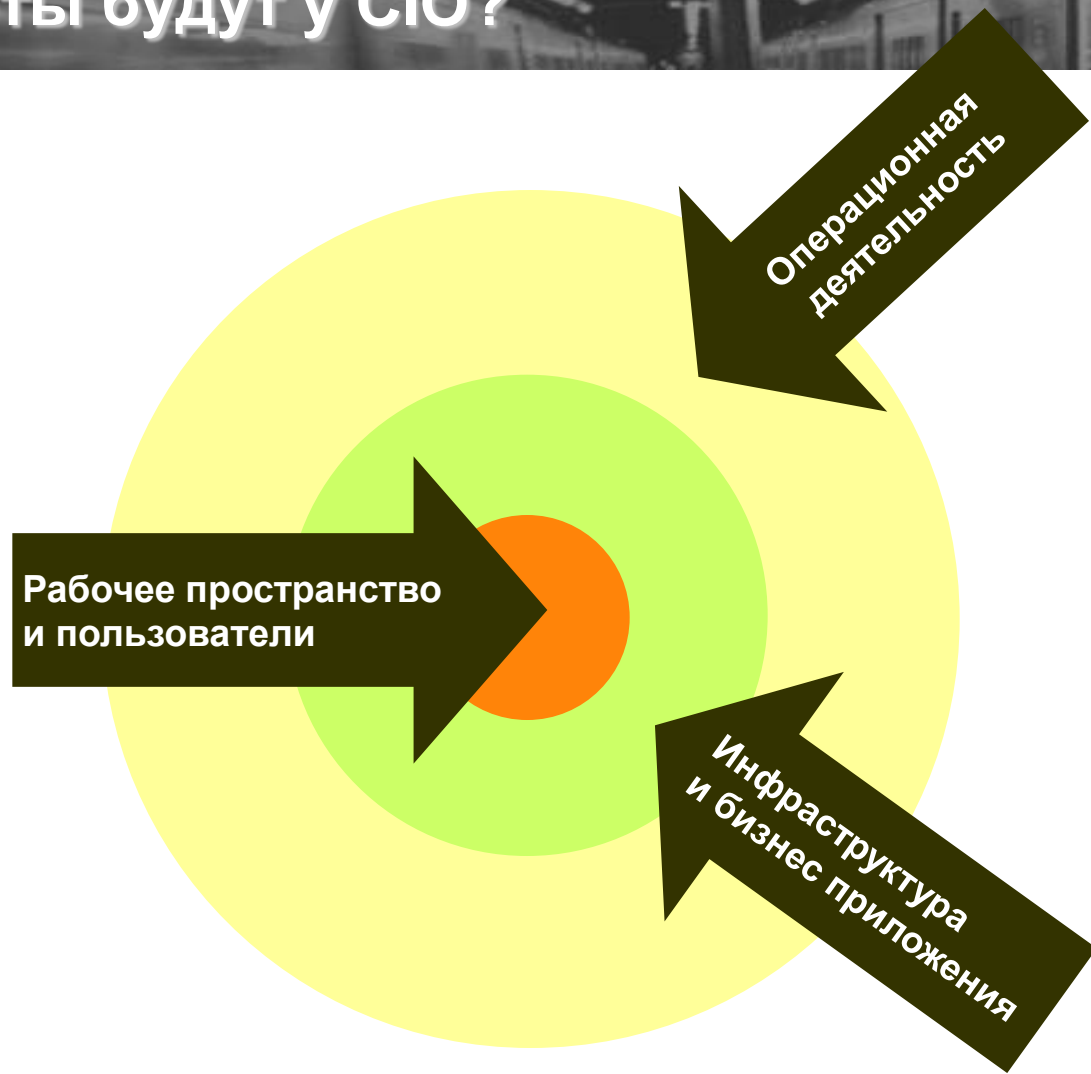 ты будут у CIO?
Операционная
деятельность
Рабочее пространство
и пользователи
Инфраструктура
и бизнес приложения